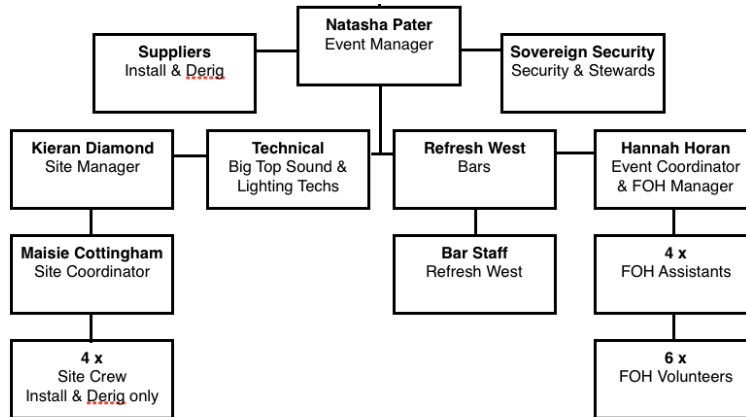 Natasha Pater
Event Manager
Suppliers
Install & Derig
Sovereign Security
Security & Stewards
Kieran Diamond
Site Manager
Technical
Big Top Sound &
Lighting Techs
Refresh West
Bars
Hannah Horan
Event Coordinator
& FOH Manager
Maisie Cottingham
Site Coordinator
Bar Staff
Refresh West
4 x
FOH Assistants
4 x
Site Crew
Install & Derig only
6 x
FOH Volunteers